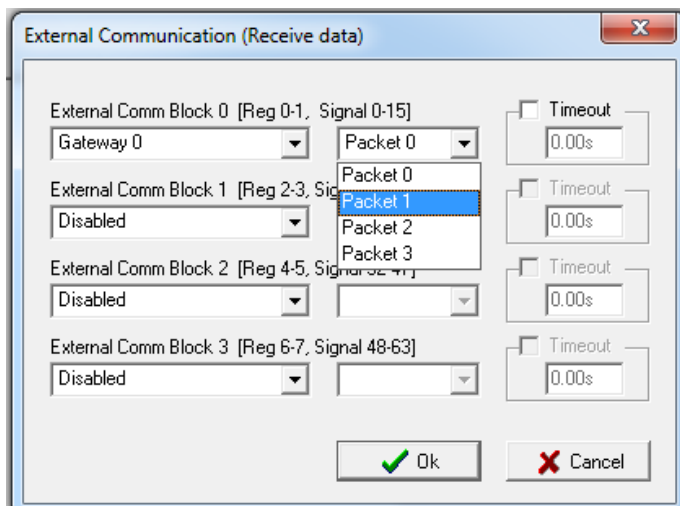 External Communication (Receive data)
External Comm Block 0 [Reg 0-1, Signal 0-15]
Timeout
Gateway 0
Packet 0
0.00s
Packet 0
Packet 1
Packet 2
Packet 3
External Comm Block 1 [Reg 2-3, Sig
Timeout
Disabled
0.00s
External Comm Block 2 [Reg 4-5, Signal 32-47]
Timeout
Disabled
0.00s
External Comm Block 3 [Reg 6-7, Signal 48-63]
Timeout
Disabled
0.00s
Ok
Cancel